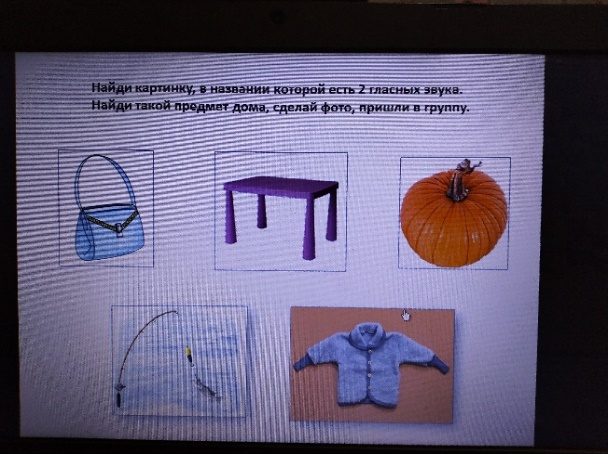 Найди картинку, в названии которой есть 2 гласных звука.
Найди такой предмет дома, сделай фото, пришли в группу.